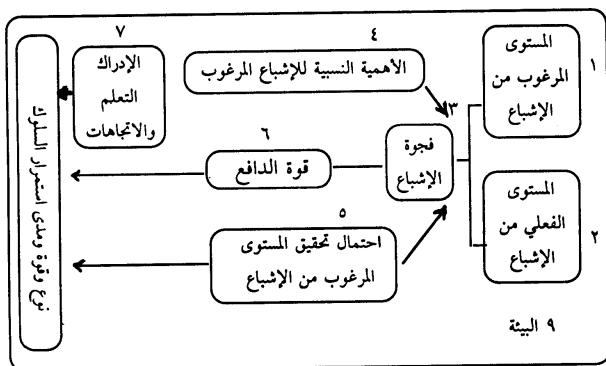 ١
المستوى
المرغوب من
الإشباع
٢
المستوى
الفعلي من
الإشباع
٣
فجوة
الإشباع
٤
الأهمية النسبية للإشباع المرغوب
٥
احتمال تحقيق المستوى
المرغوب من الإشباع
٦
قوة الدافع
٧
الإدراك
التعلم
والاتجاهات
نوع وقوة ومدى استمرار السلوك
٩ البيئة